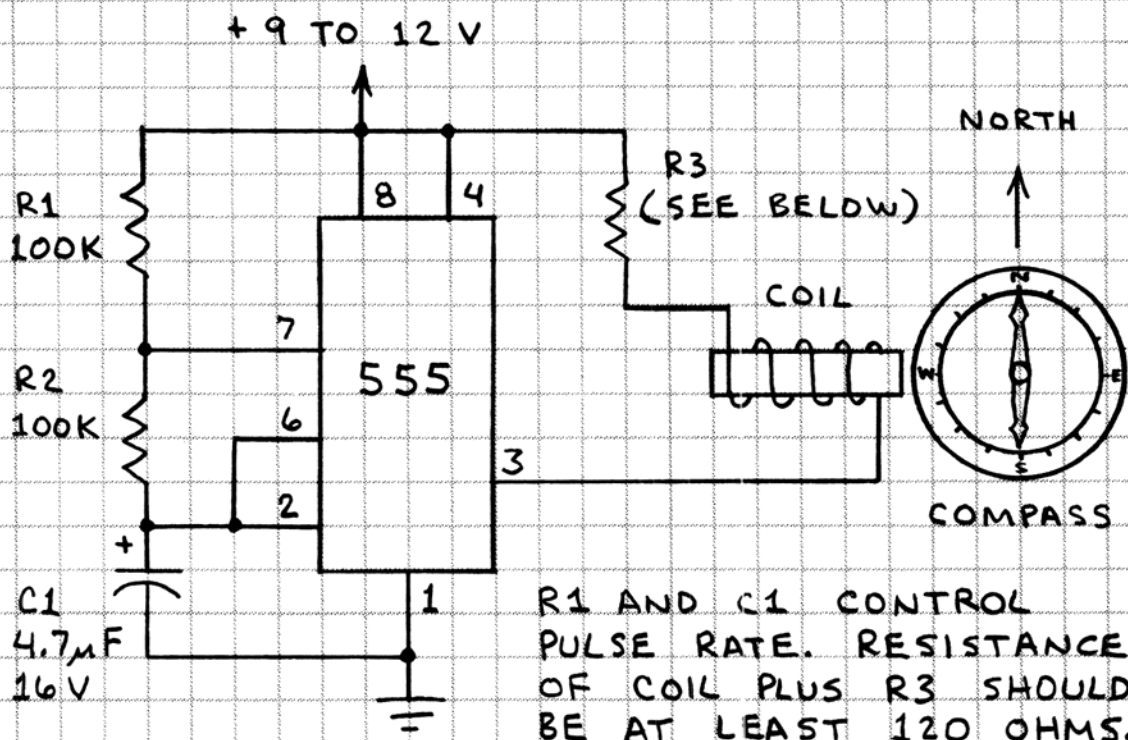 + 9 TO 12 V
NORTH
R3
(SEE BELOW)
8
4
R1
100K
COIL
7
N
R2
100K
555
W
E
6
S
3
2
COMPASS
+
1
C1
4.7µF
16V
R1 AND C1 CONTROL
PULSE RATE. RESISTANCE
OF COIL PLUS R3 SHOULD
BE AT LEAST 120 OHMS.